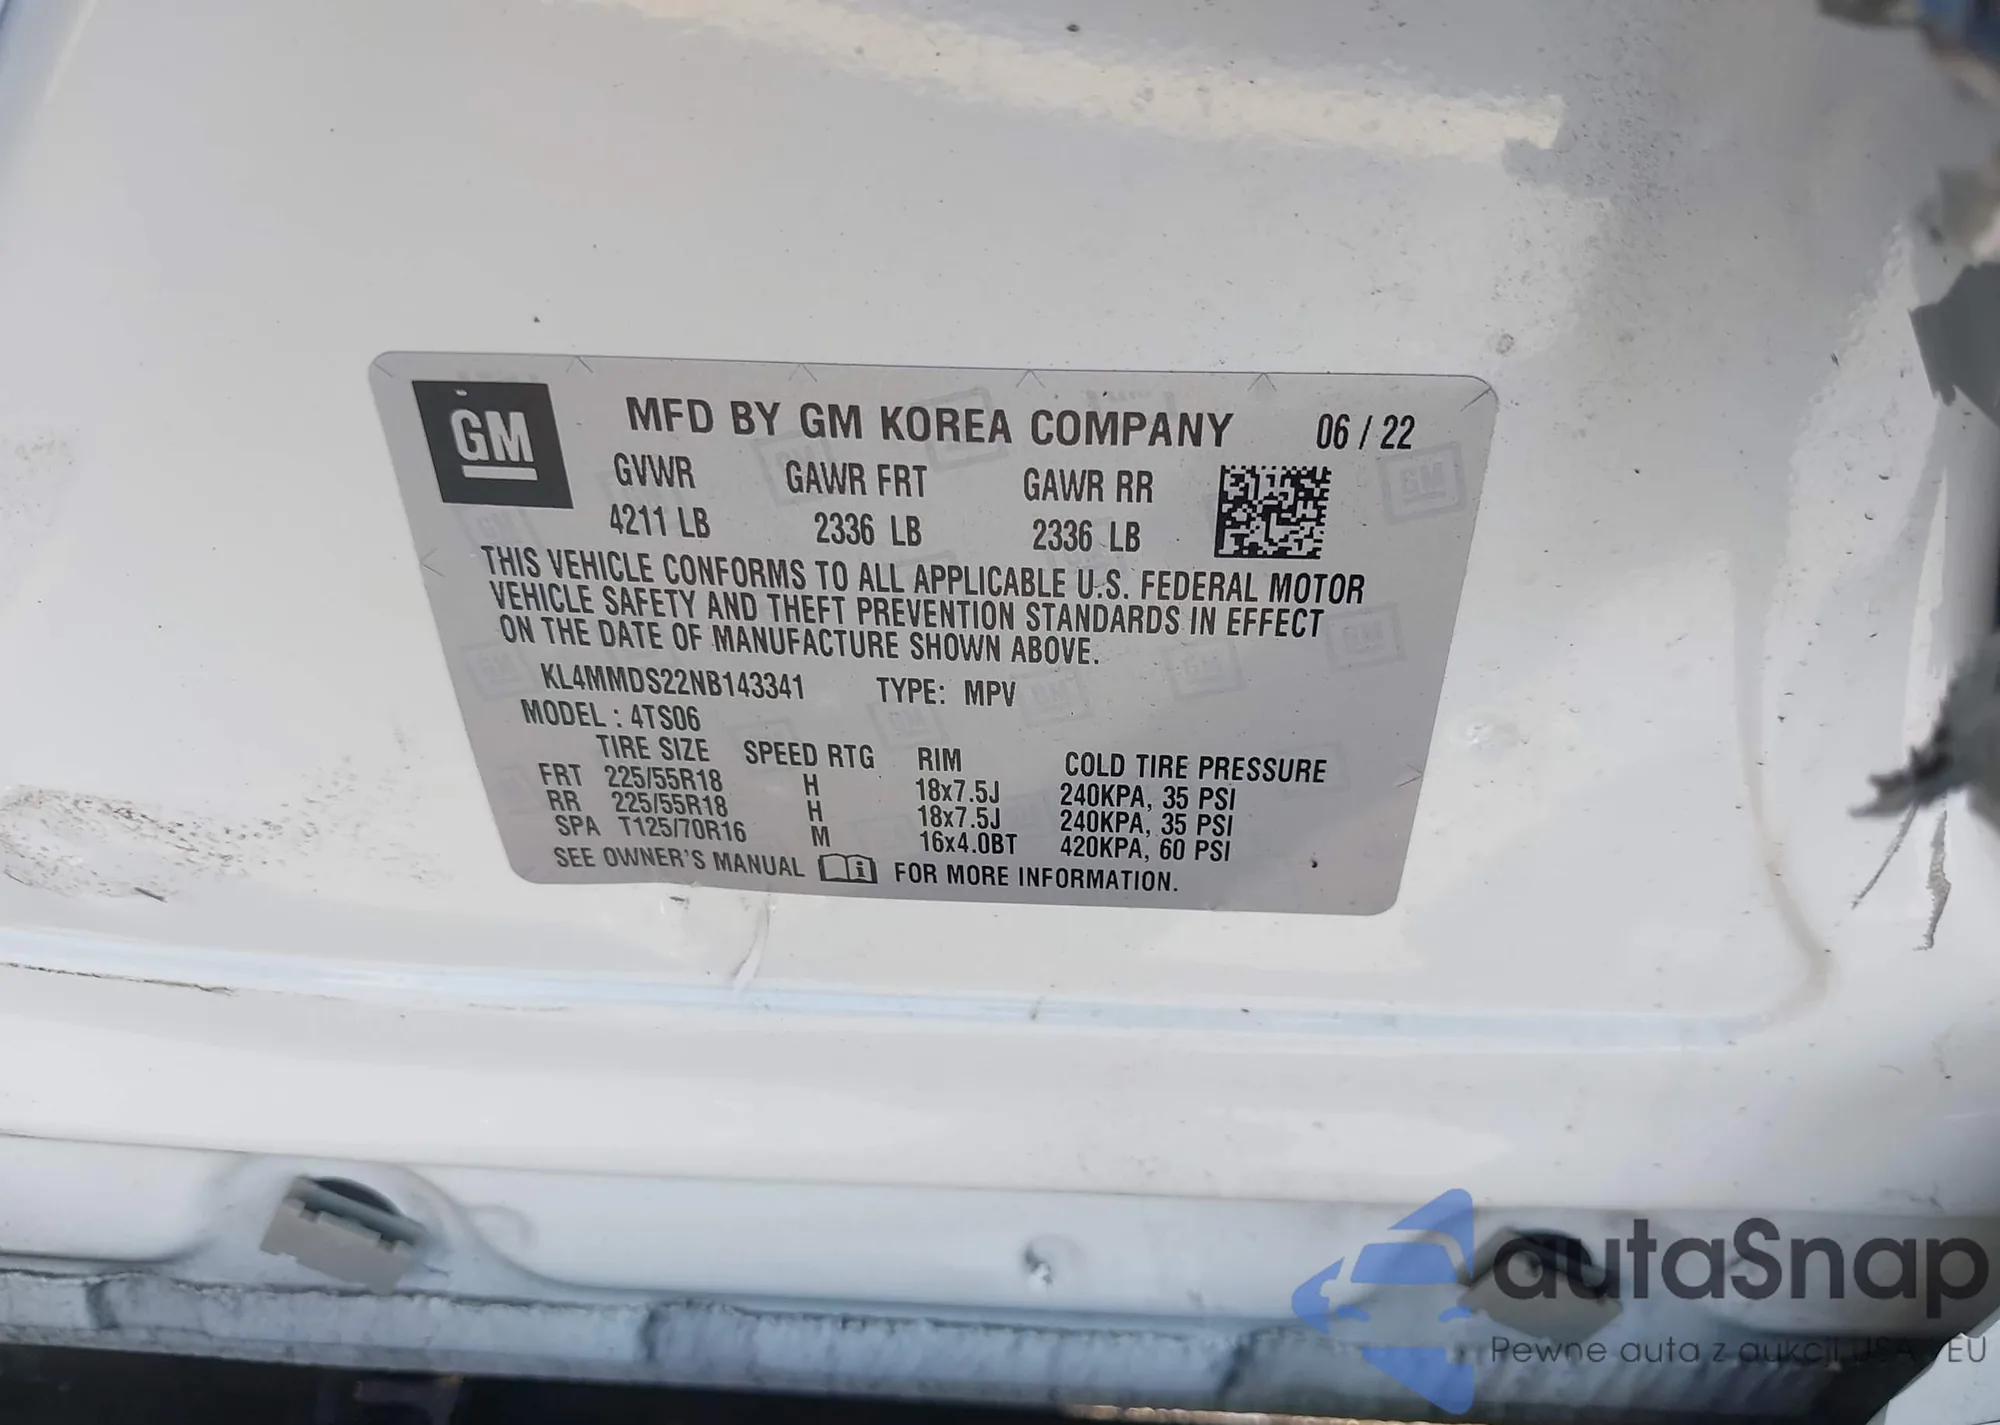 GM
MFD BY GM KOREA COMPANY 06 / 22
GVWR GAWR FRT GAWR RR
4211 LB 2336 LB 2336 LB
THIS VEHICLE CONFORMS TO ALL APPLICABLE U.S. FEDERAL MOTOR
VEHICLE SAFETY AND THEFT PREVENTION STANDARDS IN EFFECT
ON THE DATE OF MANUFACTURE SHOWN ABOVE.
KL4MMDS22NB143341 TYPE: MPV
MODEL : 4TS06
TIRE SIZE SPEED RTG RIM COLD TIRE PRESSURE
FRT 225/55R18 H 18x7.5J 240KPA, 35 PSI
RR 225/55R18 H 18x7.5J 240KPA, 35 PSI
SPA T125/70R16 M 16x4.0BT 420KPA, 60 PSI
SEE OWNER'S MANUAL i FOR MORE INFORMATION.
autaSnap
Pewne auta z aukcji USA EU